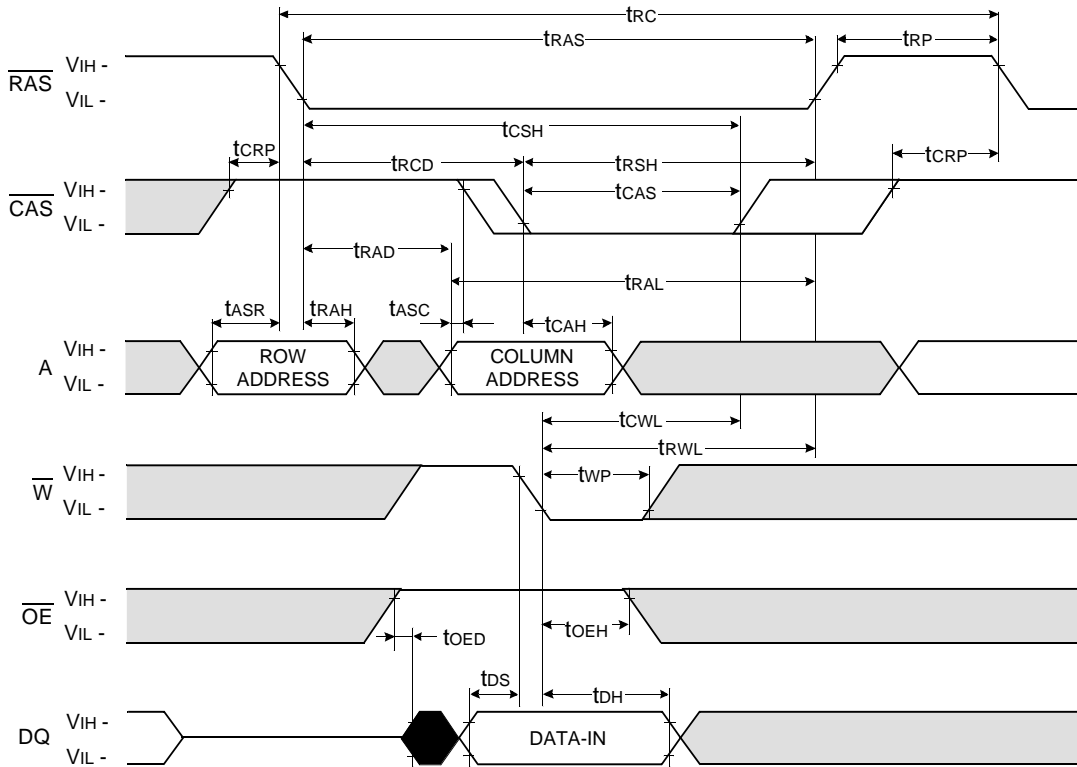 tRC
tRAS
tRP
RAS
VIH -
VIL -
tCSH
tCRP
tRCD
tRSH
tCRP
CAS
VIH -
VIL -
tCAS
tRAD
tRAL
tASR
tRAH
tASC
tCAH
A
VIH -
VIL -
ROW
ADDRESS
COLUMN
ADDRESS
tCWL
tRWL
W
VIH -
VIL -
tWP
OE
VIH -
VIL -
tOED
tOEH
tDS
tDH
DQ
VIH -
VIL -
DATA-IN